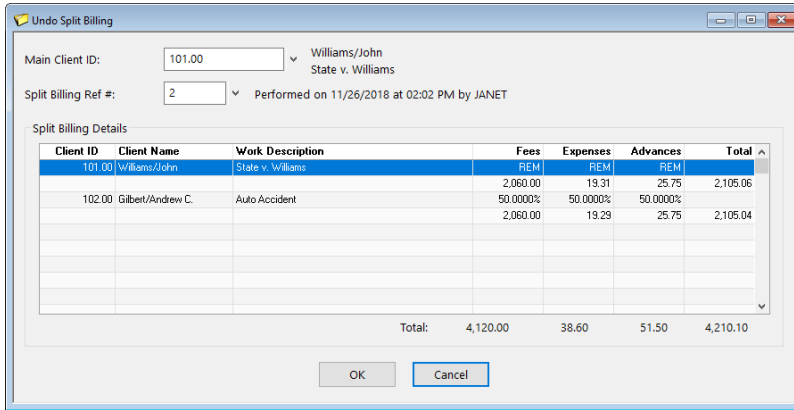 Undo Split Billing
Main Client ID: 101.00 Williams/John
State v. Williams
Split Billing Ref #: 2 Performed on 11/26/2018 at 02:02 PM by JANET
Split Billing Details
Client ID Client Name Work Description Fees Expenses Advances Total
101.00 Williams/John State v. Williams REM REM REM
2,060.00 19.31 25.75 2,105.06
102.00 Gilbert/Andrew C. Auto Accident 50.0000% 50.0000% 50.0000%
2,060.00 19.29 25.75 2,105.04
Total: 4,120.00 38.60 51.50 4,210.10
OK Cancel